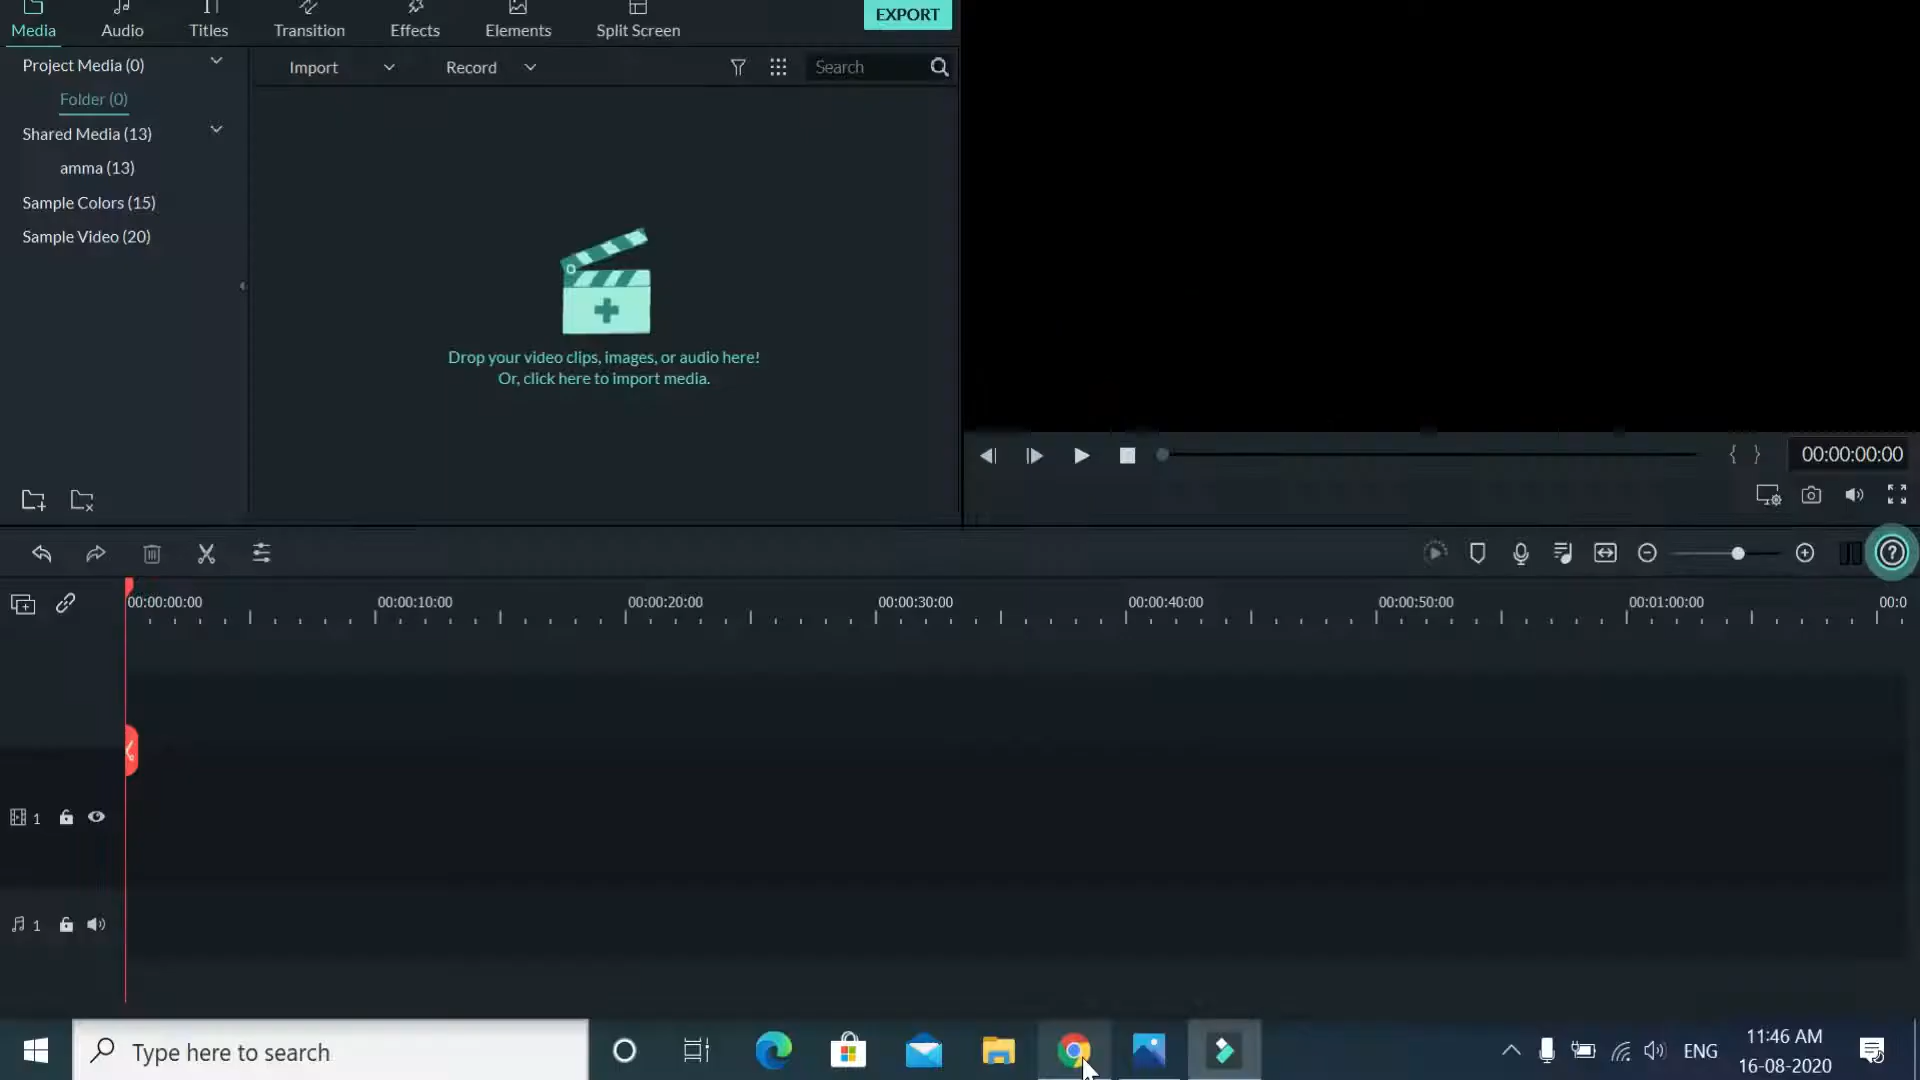 Media Audio Titles Transition Effects Elements Split Screen EXPORT
Project Media (0) Import Record Search
Folder (0)
Shared Media (13)
amma (13)
Sample Colors (15)
Sample Video (20)
Drop your video clips, images, or audio here!
Or, click here to import media.
{ } 00:00:00:00
00:00:00:00 00:00:10:00 00:00:20:00 00:00:30:00 00:00:40:00 00:00:50:00 00:01:00:00 00:0
1
1
Type here to search ENG 11:46 AM
16-08-2020